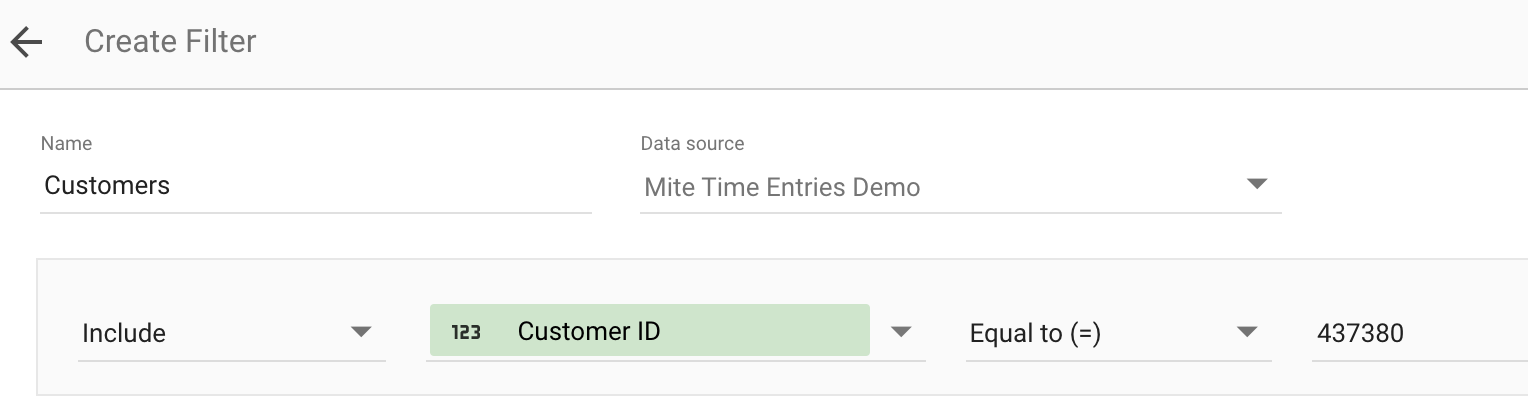 Create Filter
Name
Data source
Customers
Mite Time Entries Demo
Include 123 Customer ID Equal to (=) 437380